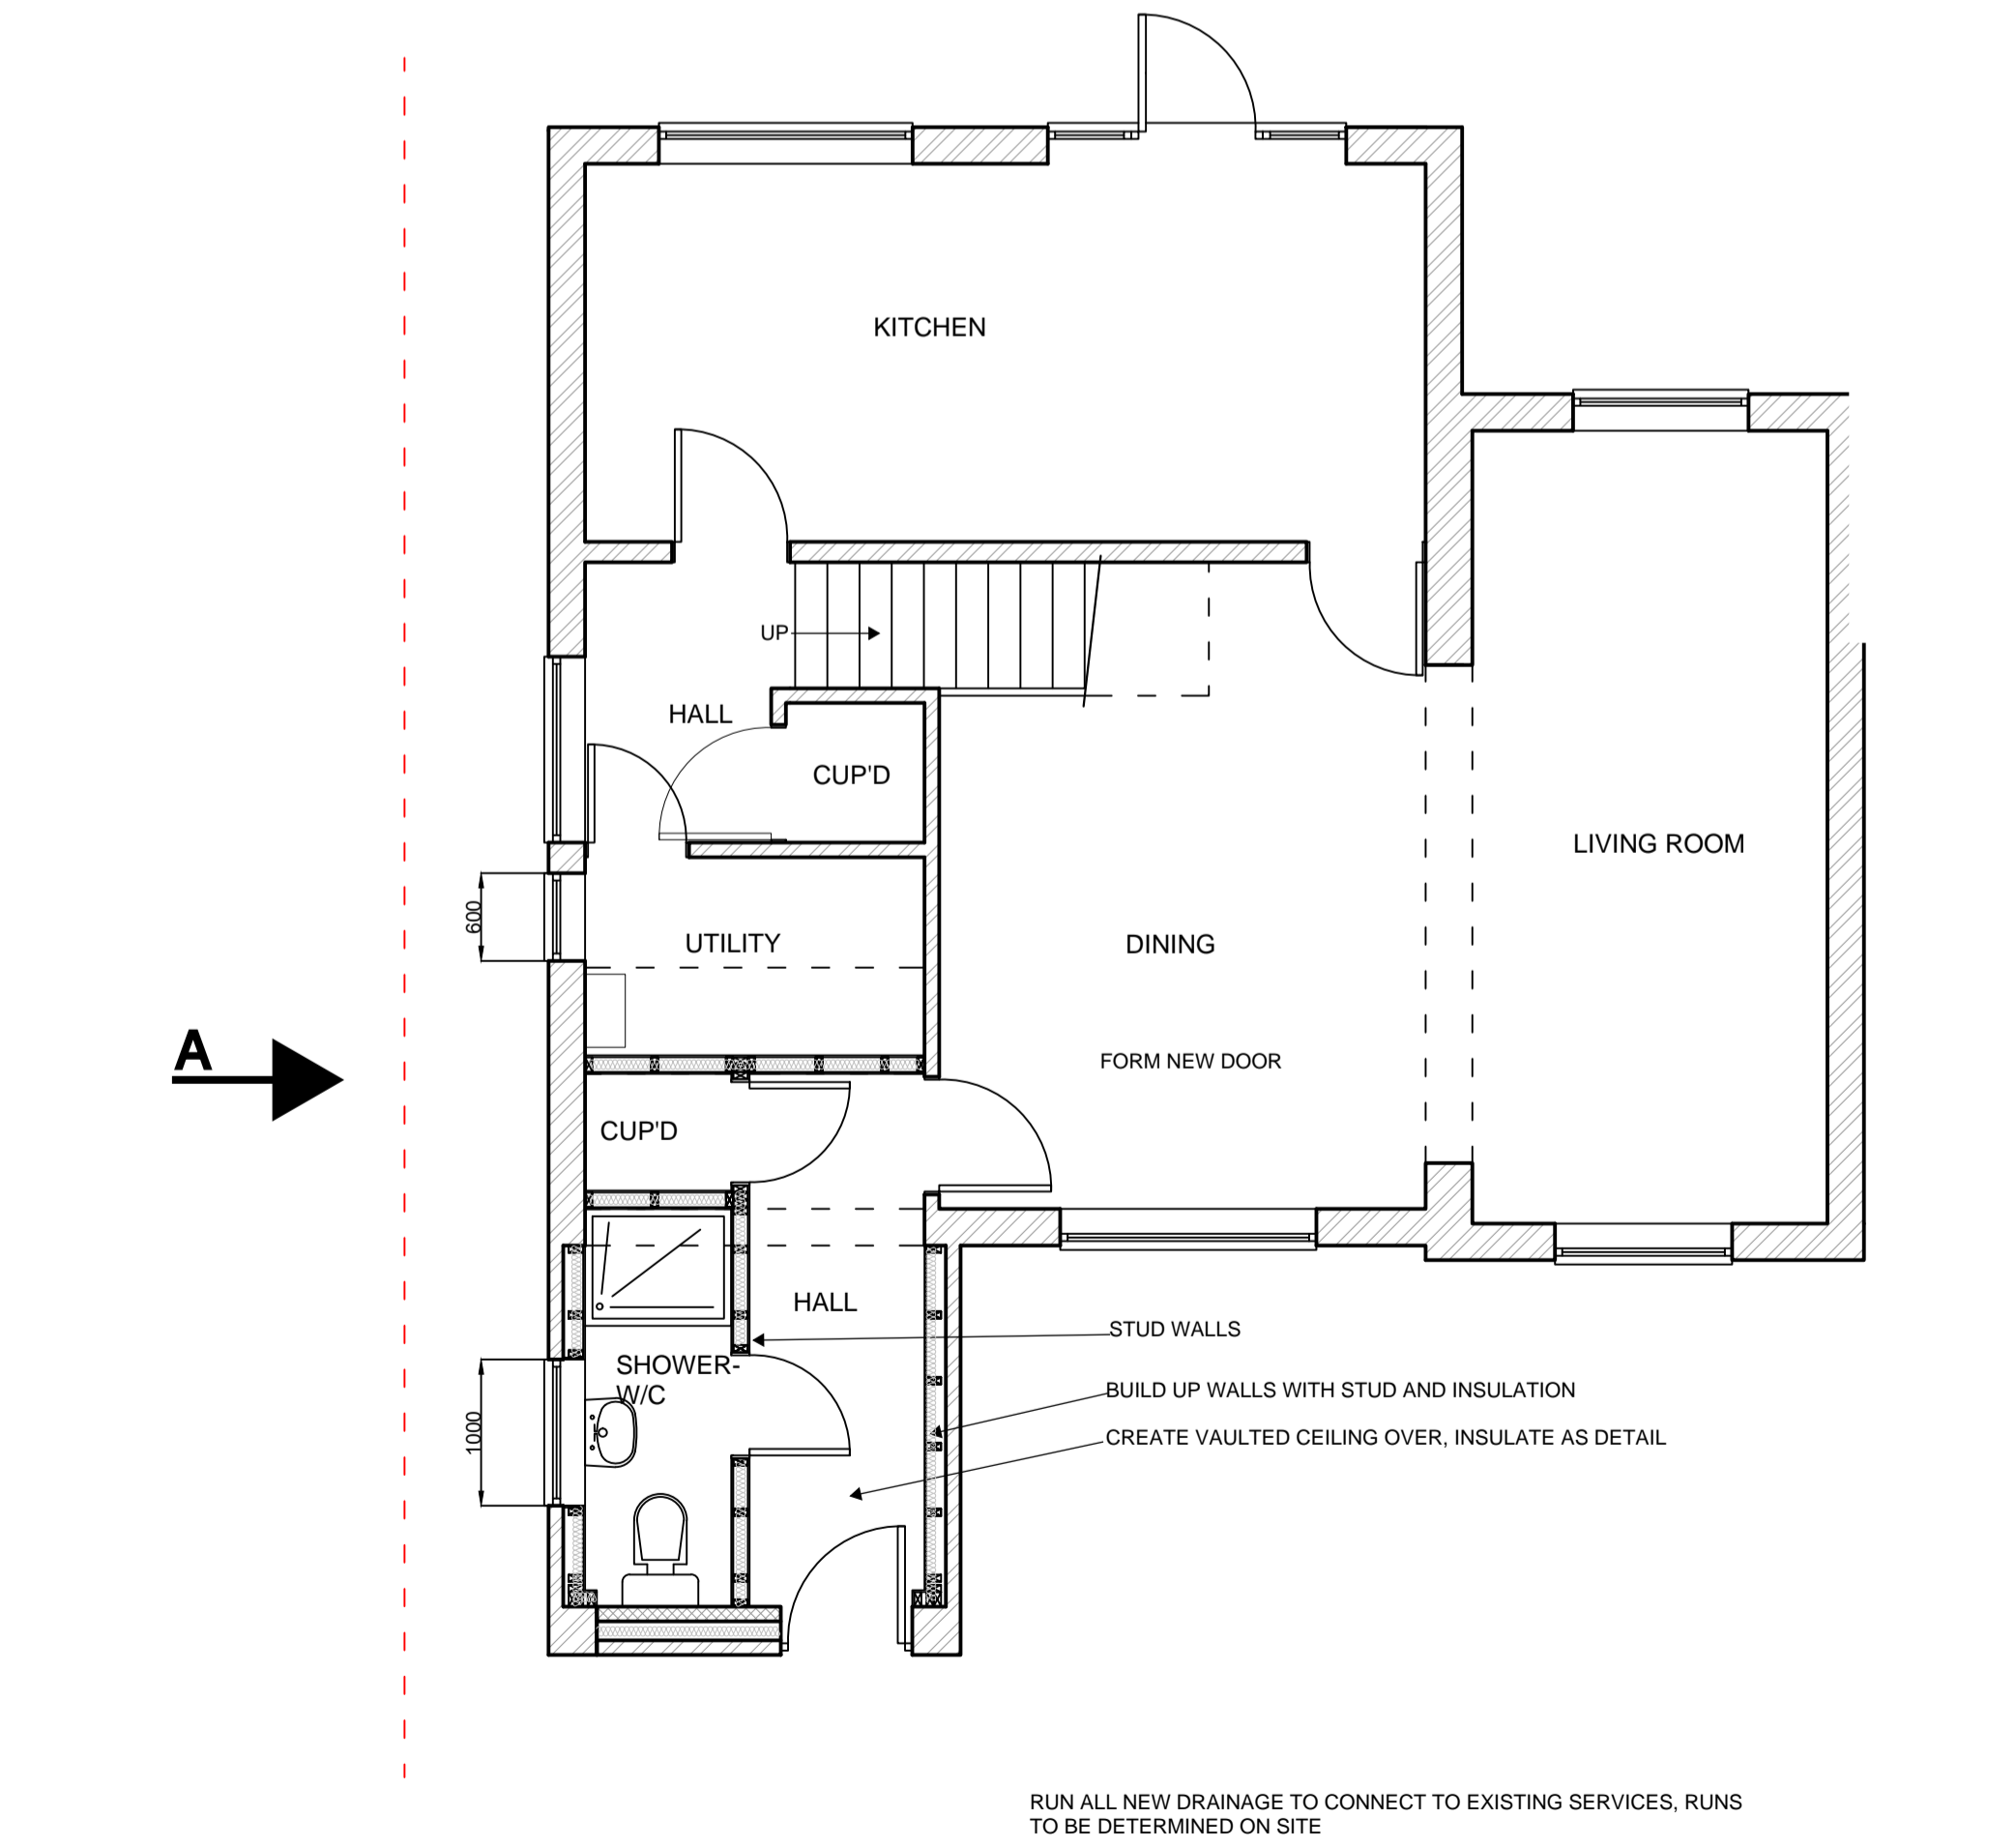 KITCHEN
UP
HALL
CUP'D
LIVING ROOM
600
UTILITY
DINING
A
FORM NEW DOOR
CUP'D
HALL
STUD WALLS
SHOWER-
W/C
BUILD UP WALLS WITH STUD AND INSULATION
1000
CREATE VAULTED CEILING OVER, INSULATE AS DETAIL
RUN ALL NEW DRAINAGE TO CONNECT TO EXISTING SERVICES, RUNS
TO BE DETERMINED ON SITE